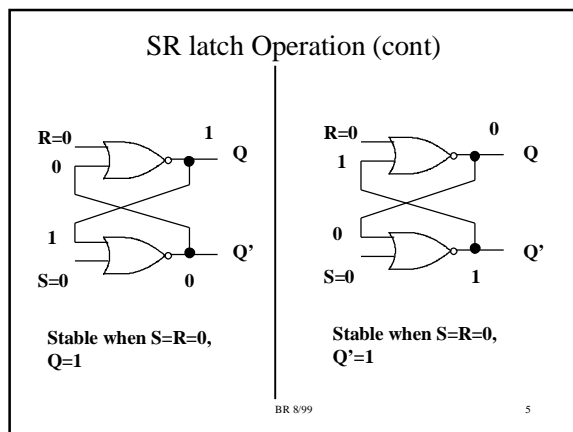 SR latch Operation (cont)
R=0
0
1
Q
1
S=0
0
Q’
Stable when S=R=0,
Q=1
R=0
1
0
Q
0
S=0
1
Q’
Stable when S=R=0,
Q’=1
BR 8/99
5